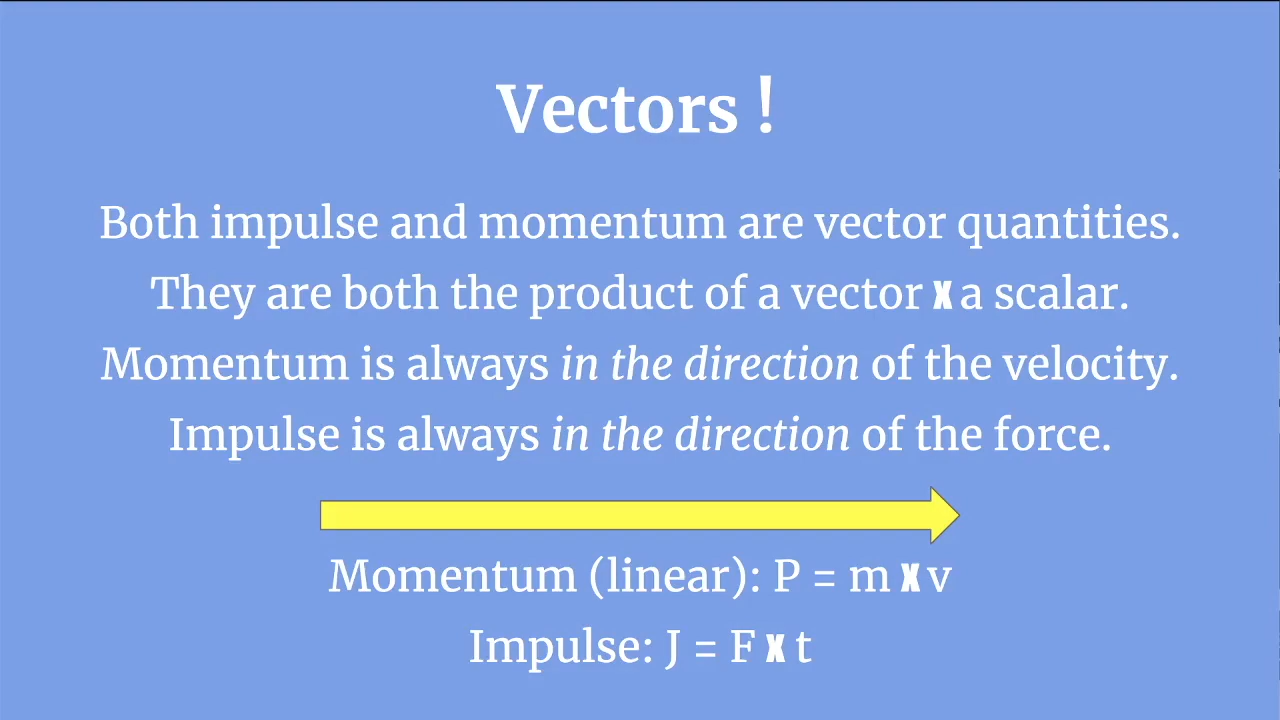 Vectors !
Both impulse and momentum are vector quantities.
They are both the product of a vector x a scalar.
Momentum is always in the direction of the velocity.
Impulse is always in the direction of the force.
Momentum (linear): P = m x v
Impulse: J = F x t